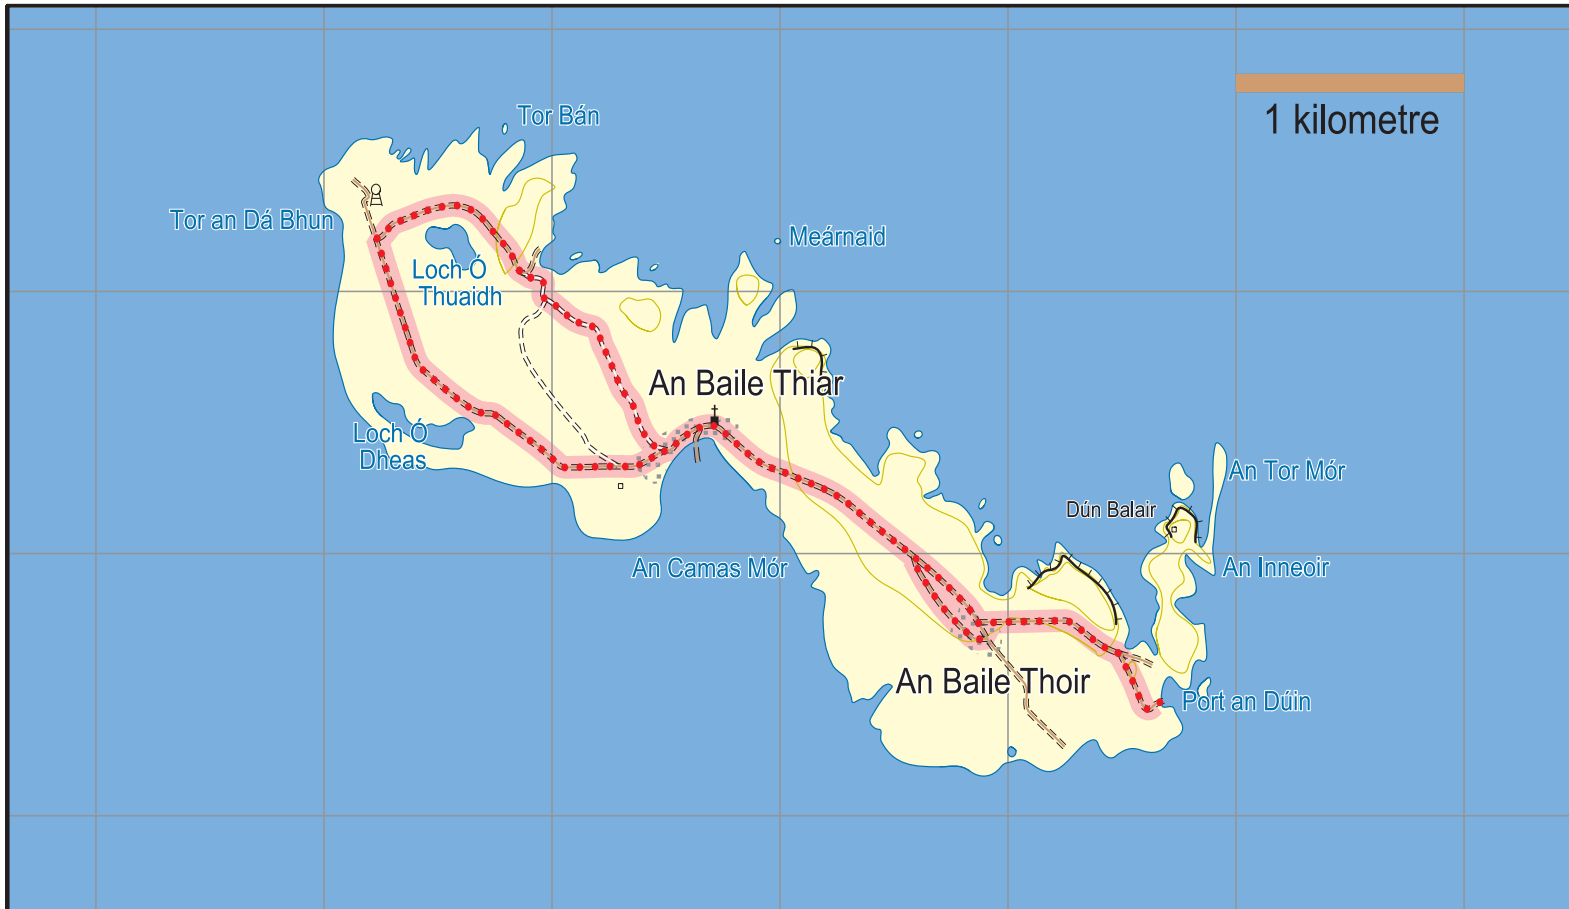 Tor Bán
1 kilometre
Tor an Dá Bhun
Meárnaid
Loch Ó
Thuaidh
An Baile Thiar
Loch Ó
Dheas
An Tor Mór
Dún Balair
An Camas Mór
An Inneoir
An Baile Thoir
Port an Dúin